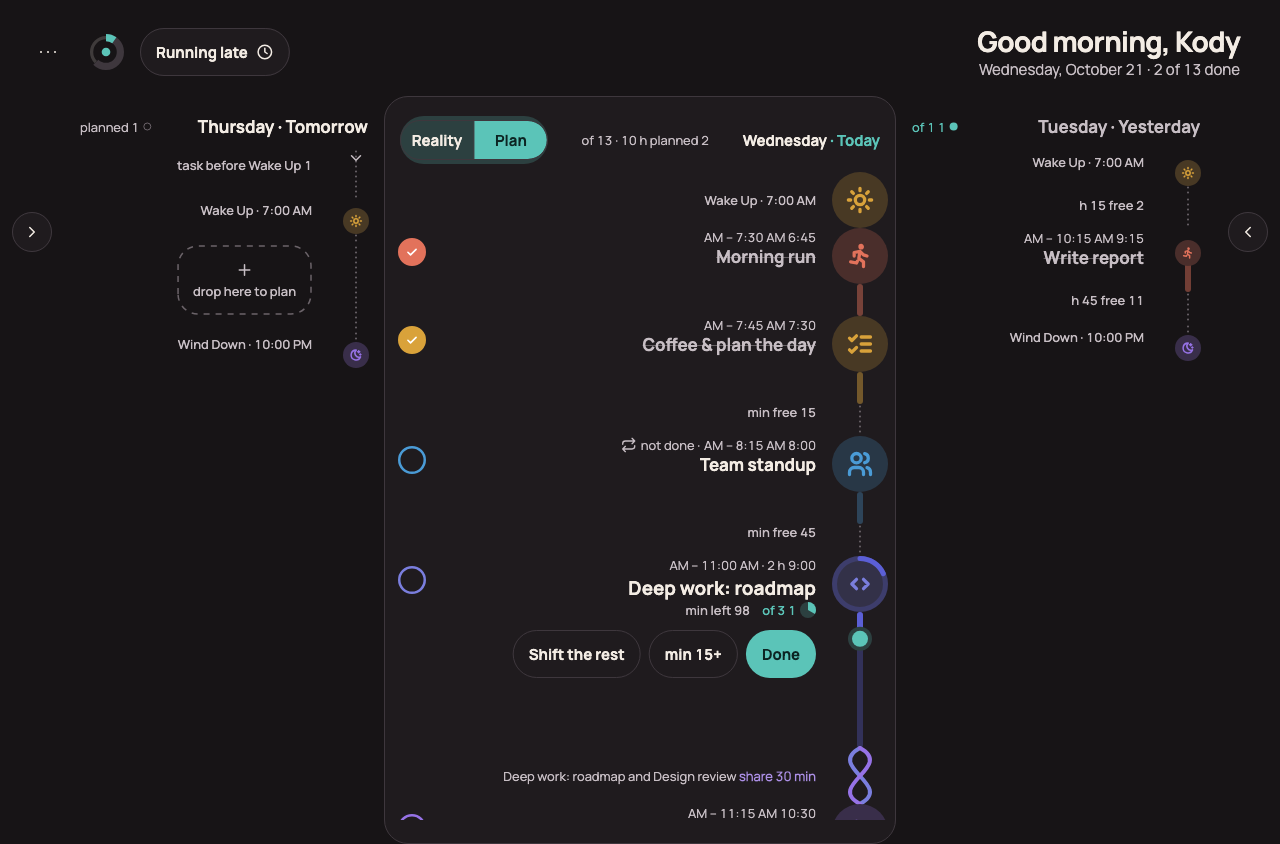 Good morning, Kody
Wednesday, October 21 · 2 of 13 done
Running late
Tuesday · Yesterday
of 1 1
Wake Up · 7:00 AM
h 15 free 2
AM – 10:15 AM 9:15
Write report
h 45 free 11
Wind Down · 10:00 PM
Wednesday · Today
of 13 · 10 h planned 2
Reality
Plan
Wake Up · 7:00 AM
AM – 7:30 AM 6:45
Morning run
AM – 7:45 AM 7:30
Coffee & plan the day
min free 15
not done · AM – 8:15 AM 8:00
Team standup
min free 45
AM – 11:00 AM · 2 h 9:00
Deep work: roadmap
min left 98
of 3 1
Shift the rest
min 15+
Done
Deep work: roadmap and Design review share 30 min
AM – 11:15 AM 10:30
Thursday · Tomorrow
planned 1
task before Wake Up 1
Wake Up · 7:00 AM
drop here to plan
Wind Down · 10:00 PM